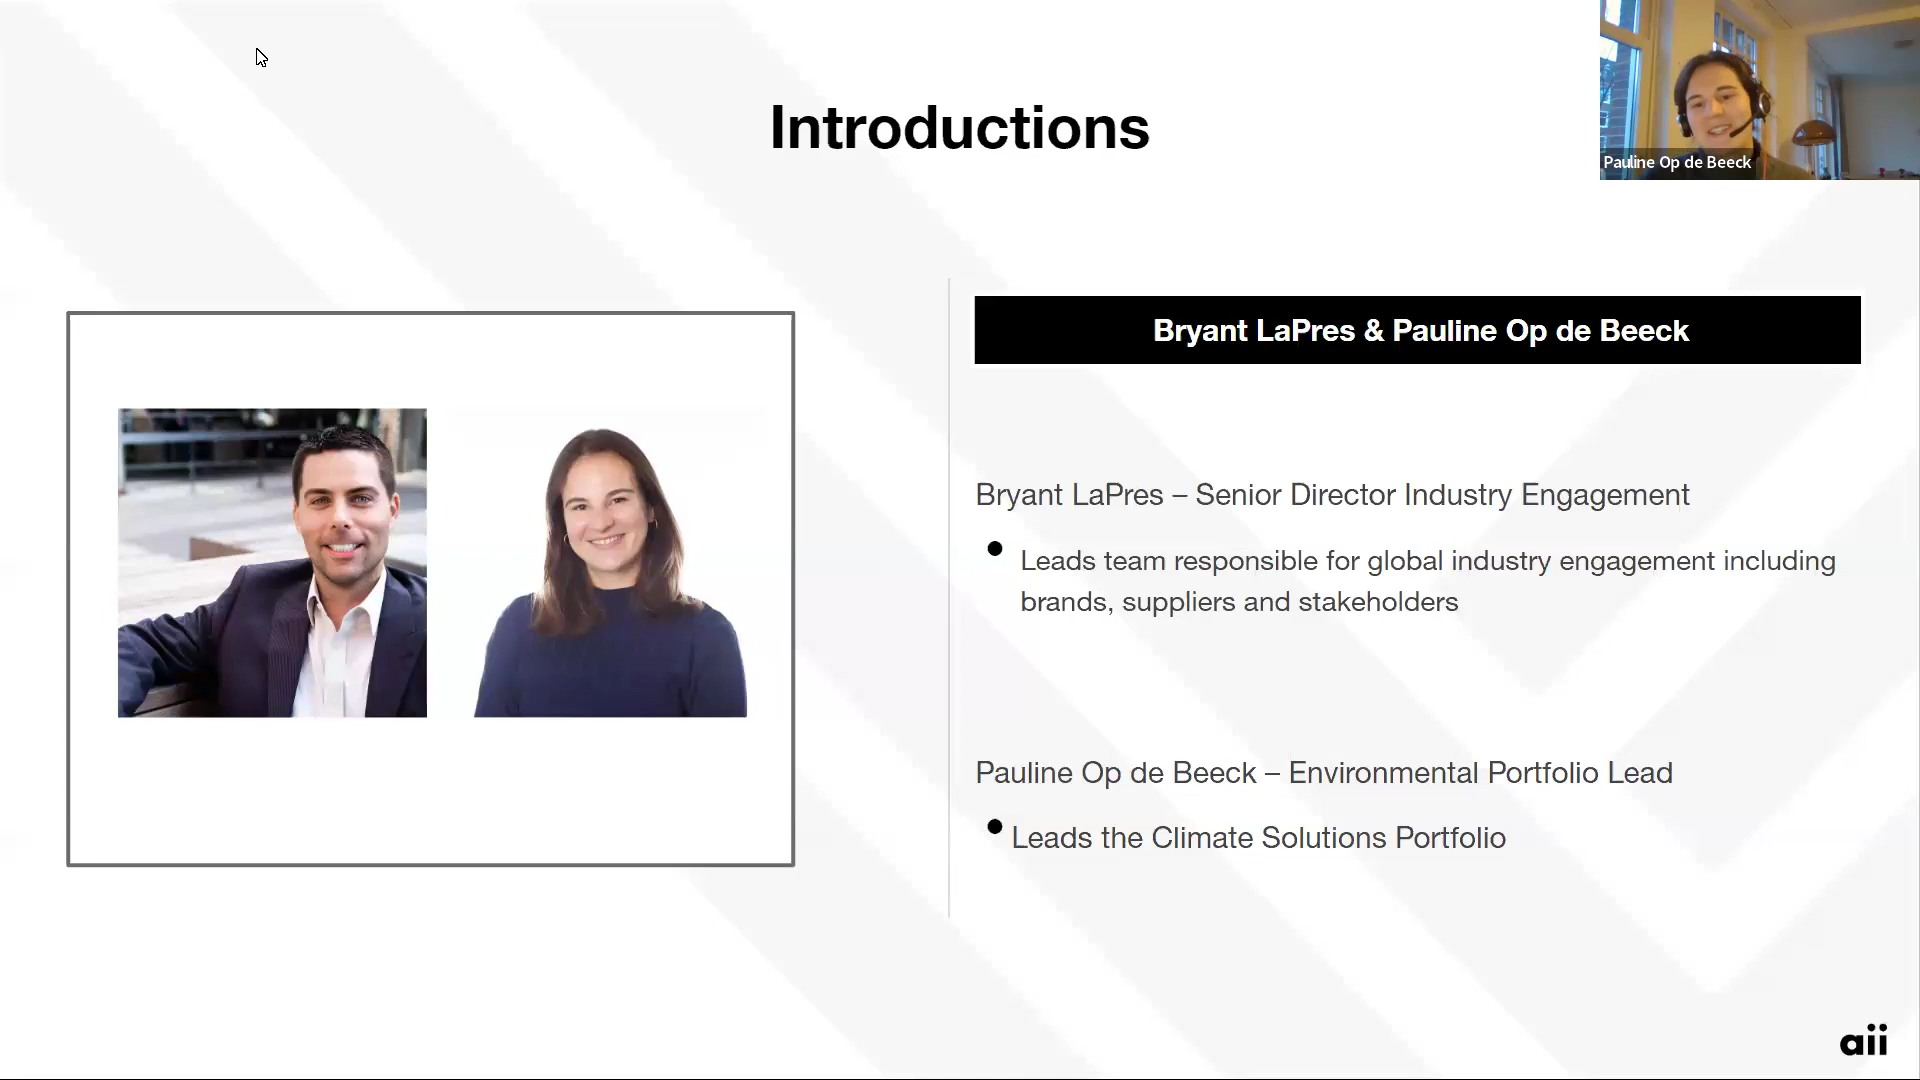 Introductions
Pauline Op de Beeck
Bryant LaPres & Pauline Op de Beeck
Bryant LaPres – Senior Director Industry Engagement
● Leads team responsible for global industry engagement including
brands, suppliers and stakeholders
Pauline Op de Beeck – Environmental Portfolio Lead
● Leads the Climate Solutions Portfolio
aii